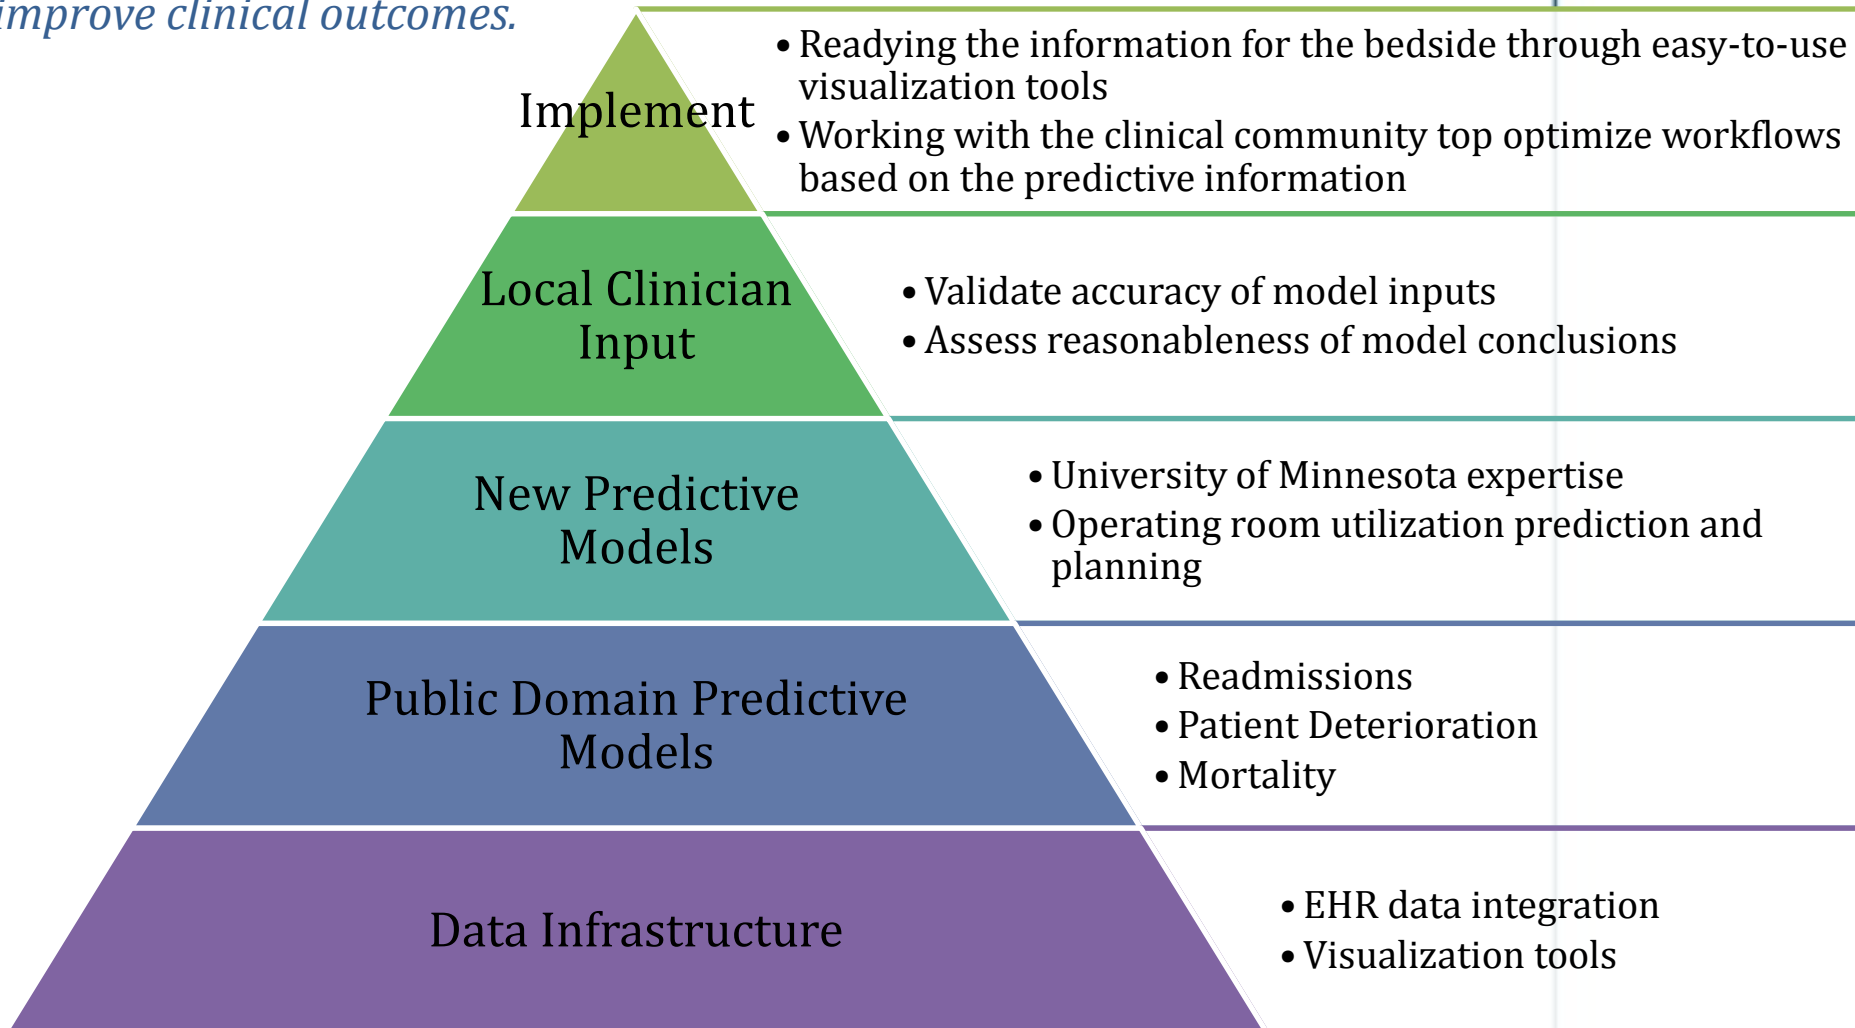 improve clinical outcomes.
Implement
• Readying the information for the bedside through easy-to-use
visualization tools
• Working with the clinical community top optimize workflows
based on the predictive information
Local Clinician
Input
• Validate accuracy of model inputs
• Assess reasonableness of model conclusions
New Predictive
Models
• University of Minnesota expertise
• Operating room utilization prediction and
planning
Public Domain Predictive
Models
• Readmissions
• Patient Deterioration
• Mortality
Data Infrastructure
• EHR data integration
• Visualization tools